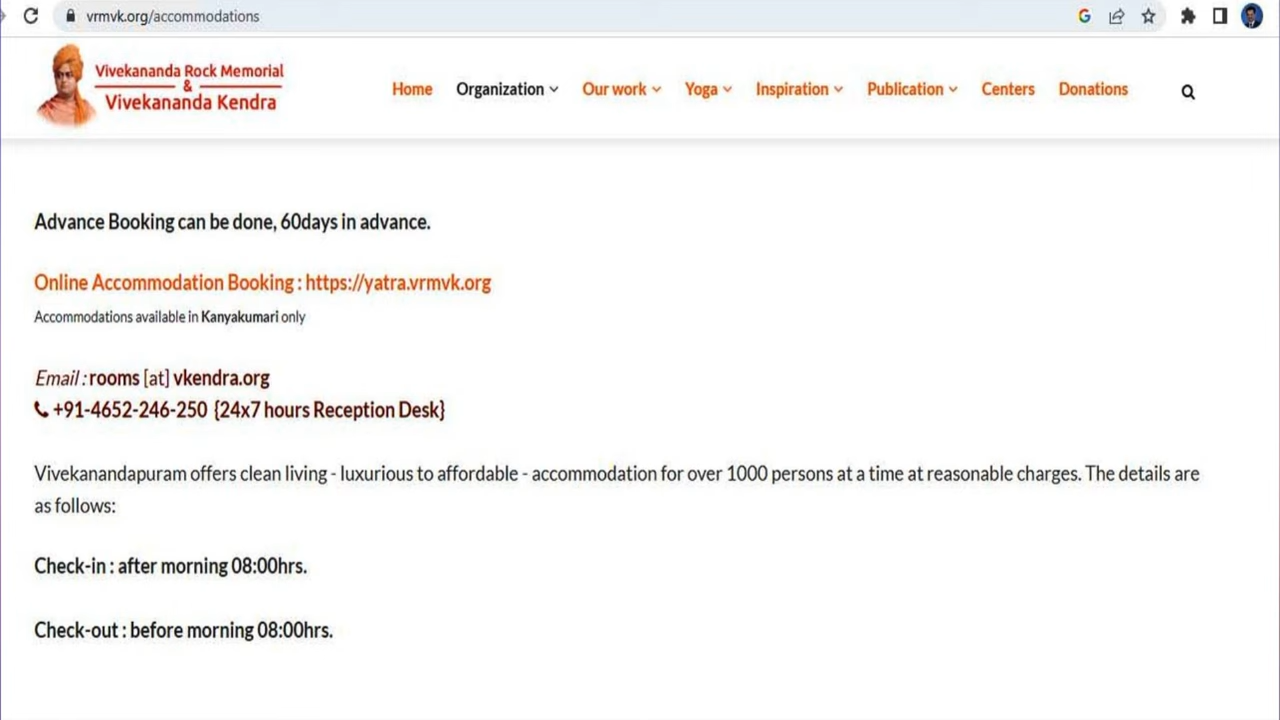 vrmvk.org/accommodations
Vivekananda Rock Memorial
&
Vivekananda Kendra
Home Organization Our work Yoga Inspiration Publication Centers Donations
Advance Booking can be done, 60days in advance.
Online Accommodation Booking : https://yatra.vrmvk.org
Accommodations available in Kanyakumari only
Email : rooms [at] vkendra.org
+91-4652-246-250 {24x7 hours Reception Desk}
Vivekanandapuram offers clean living - luxurious to affordable - accommodation for over 1000 persons at a time at reasonable charges. The details are
as follows:
Check-in : after morning 08:00hrs.
Check-out : before morning 08:00hrs.